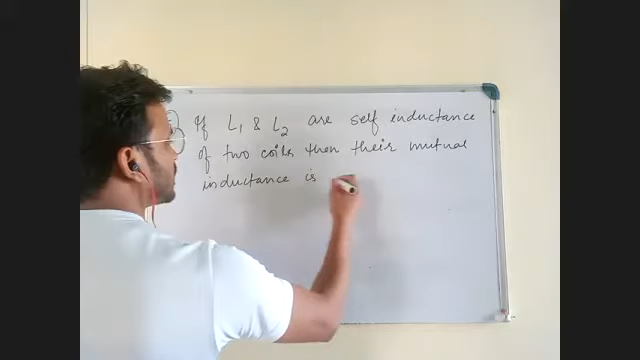 If L1 & L2 are self inductance
of two coils then their mutual
inductance is